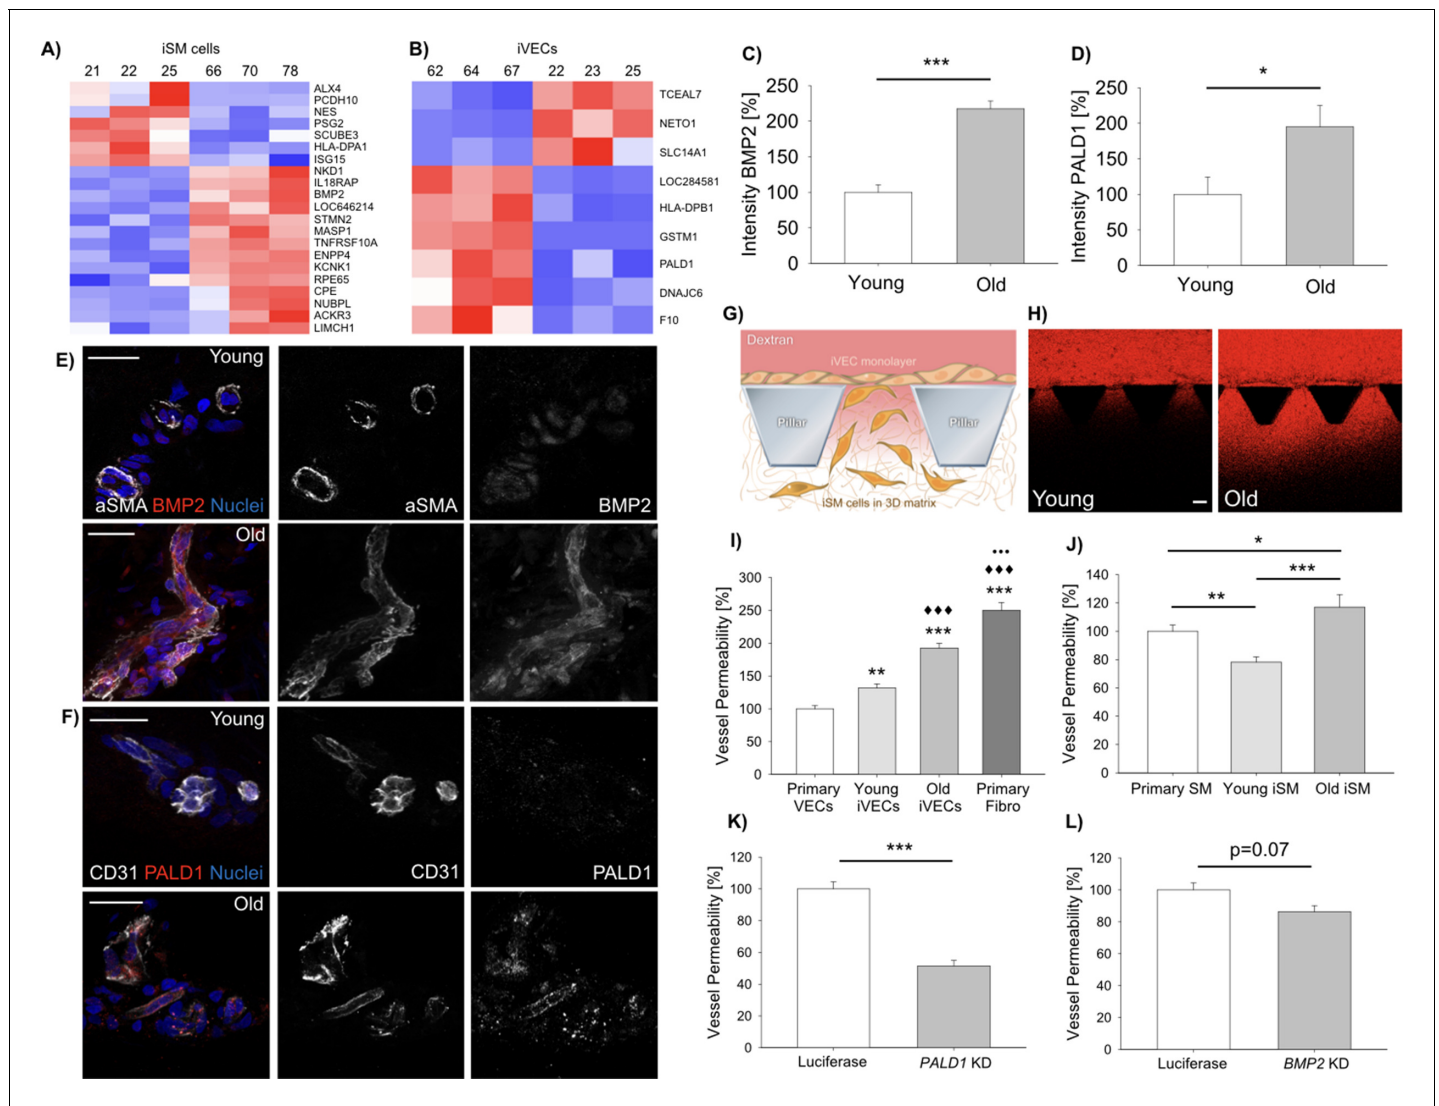 A)
iSM cells
21 22 25 66 70 78
ALX4
PCDH10
NES
PSG2
SCUBE3
HLA-DPA1
ISG15
NKD1
IL18RAP
BMP2
LOC646214
STMN2
MASP1
TNFRSF10A
ENPP4
KCNK1
RPE65
CPE
NUBPL
ACKR3
LIMCH1
B)
iVECs
62 64 67 22 23 25
TCEAL7
NETO1
SLC14A1
LOC284581
HLA-DPB1
GSTM1
PALD1
DNAJC6
F10
C)
***
Intensity BMP2 [%]
250
200
150
100
50
0
Young Old
D)
*
Intensity PALD1 [%]
250
200
150
100
50
0
Young Old
E)
Young
aSMA BMP2 Nuclei
aSMA
BMP2
Old
F)
Young
CD31 PALD1 Nuclei
CD31
PALD1
Old
G)
Dextran
iVEC monolayer
Pillar
Pillar
iSM cells in 3D matrix
H)
Young
Old
I)
Vessel Permeability [%]
300
250
200
150
100
50
0
**
♦♦♦
***
•••
♦♦♦
***
Primary VECs
Young iVECs
Old iVECs
Primary Fibro
J)
Vessel Permeability [%]
140
120
100
80
60
40
20
0
*
***
**
Primary SM Young iSM Old iSM
K)
Vessel Permeability [%]
120
100
80
60
40
20
0
***
Luciferase PALD1 KD
L)
Vessel Permeability [%]
120
100
80
60
40
20
0
p=0.07
Luciferase BMP2 KD